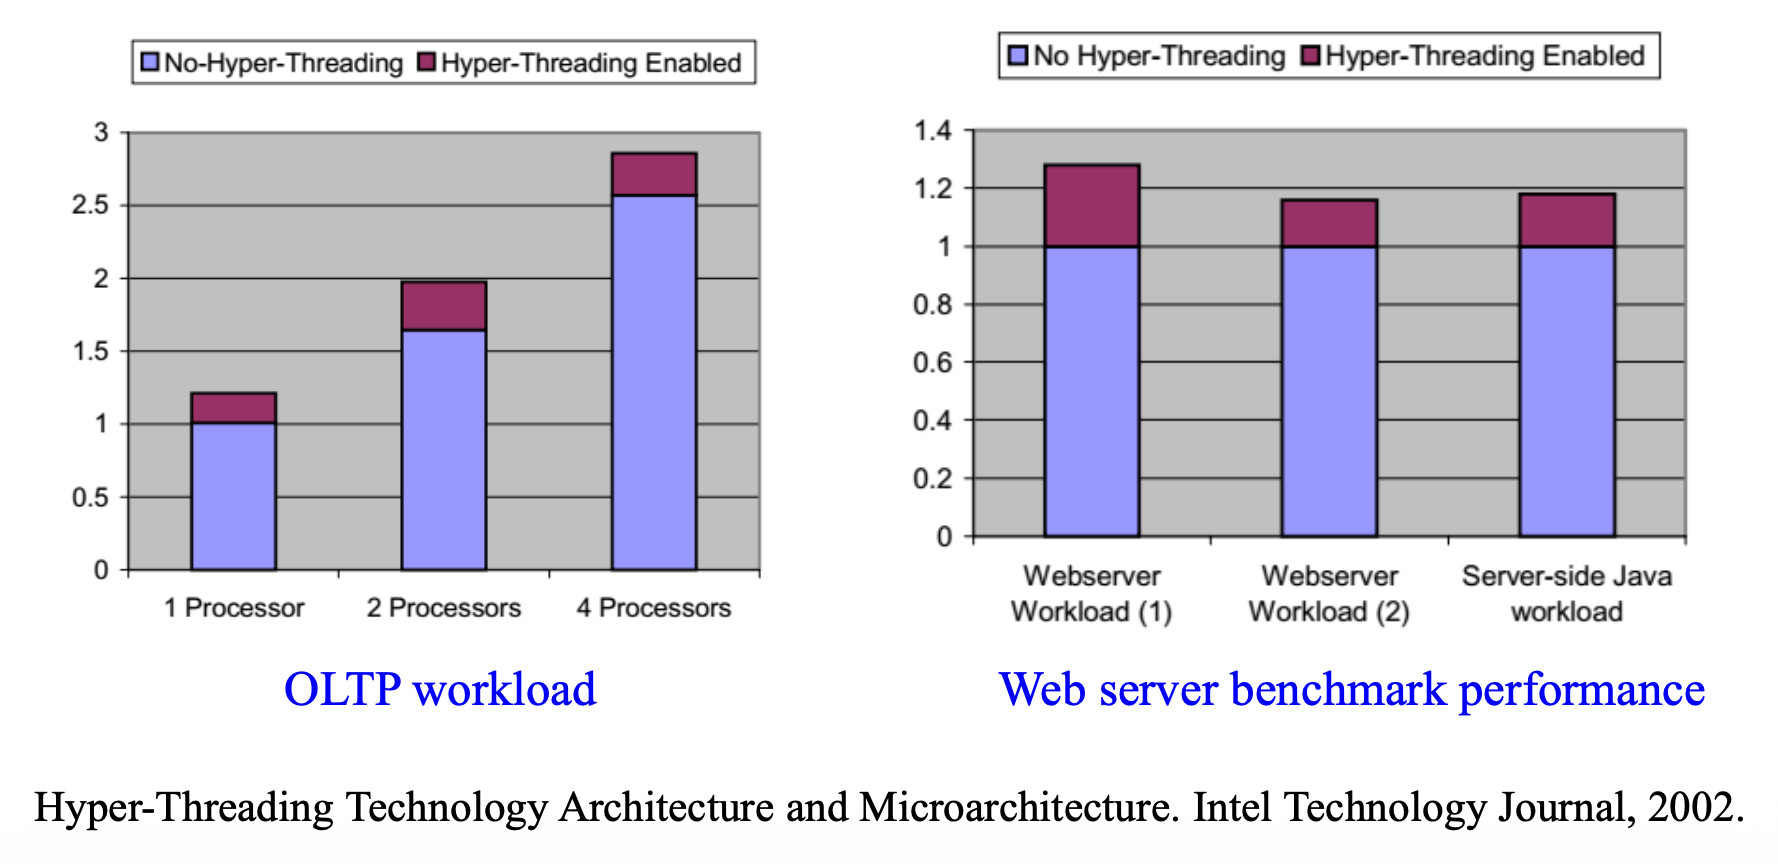 No-Hyper-Threading Hyper-Threading Enabled
3
2.5
2
1.5
1
0.5
0
1 Processor 2 Processors 4 Processors
OLTP workload
No Hyper-Threading Hyper-Threading Enabled
1.4
1.2
1
0.8
0.6
0.4
0.2
0
Webserver Webserver Server-side Java
Workload (1) Workload (2) workload
Web server benchmark performance
Hyper-Threading Technology Architecture and Microarchitecture. Intel Technology Journal, 2002.